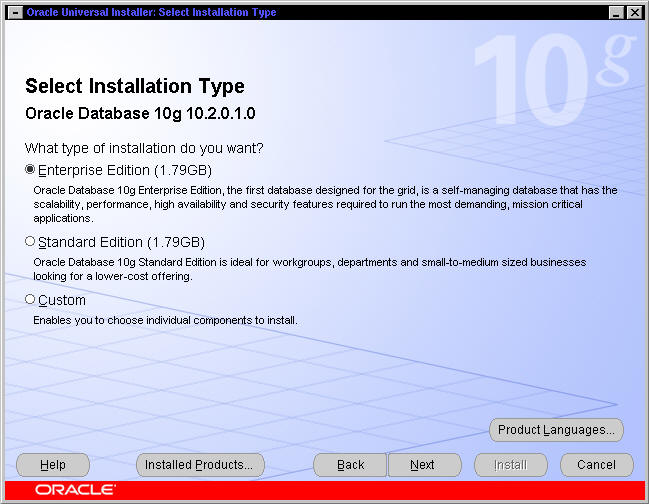 Oracle Universal Installer: Select Installation Type
10g
Select Installation Type
Oracle Database 10g 10.2.0.1.0
What type of installation do you want?
Enterprise Edition (1.79GB)
Oracle Database 10g Enterprise Edition, the first database designed for the grid, is a self-managing database that has the
scalability, performance, high availability and security features required to run the most demanding, mission critical
applications.
Standard Edition (1.79GB)
Oracle Database 10g Standard Edition is ideal for workgroups, departments and small-to-medium sized businesses
looking for a lower-cost offering.
Custom
Enables you to choose individual components to install.
Product Languages...
Help Installed Products... Back Next Install Cancel
ORACLE